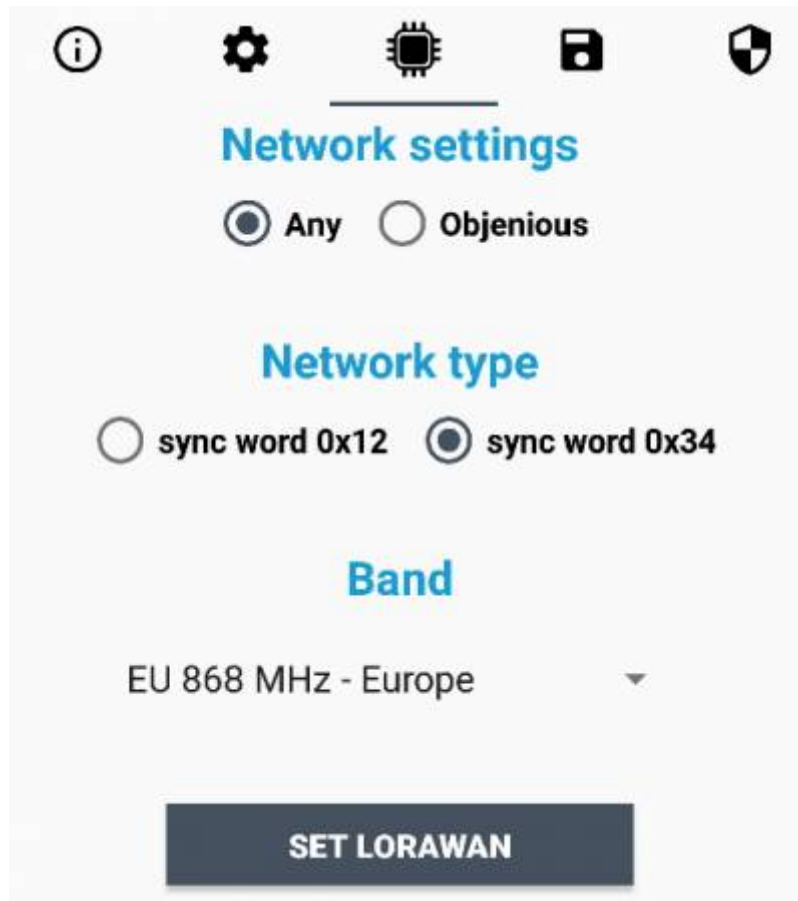 Network settings
Any Objenious
Network type
sync word 0x12 sync word 0x34
Band
EU 868 MHz - Europe
SET LORAWAN